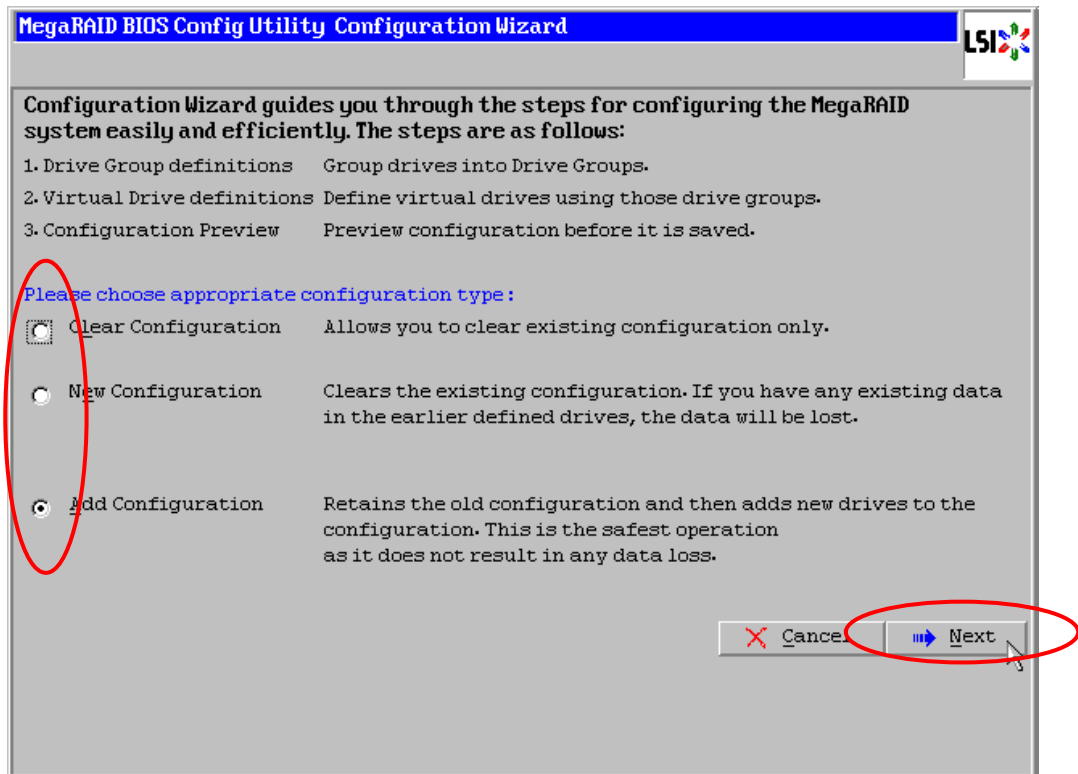 MegaRAID BIOS Config Utility Configuration Wizard
LSI
Configuration Wizard guides you through the steps for configuring the MegaRAID
system easily and efficiently. The steps are as follows:
1. Drive Group definitions Group drives into Drive Groups.
2. Virtual Drive definitions Define virtual drives using those drive groups.
3. Configuration Preview Preview configuration before it is saved.
Please choose appropriate configuration type:
Clear Configuration Allows you to clear existing configuration only.
New Configuration Clears the existing configuration. If you have any existing data
in the earlier defined drives, the data will be lost.
Add Configuration Retains the old configuration and then adds new drives to the
configuration. This is the safest operation
as it does not result in any data loss.
Cancel Next